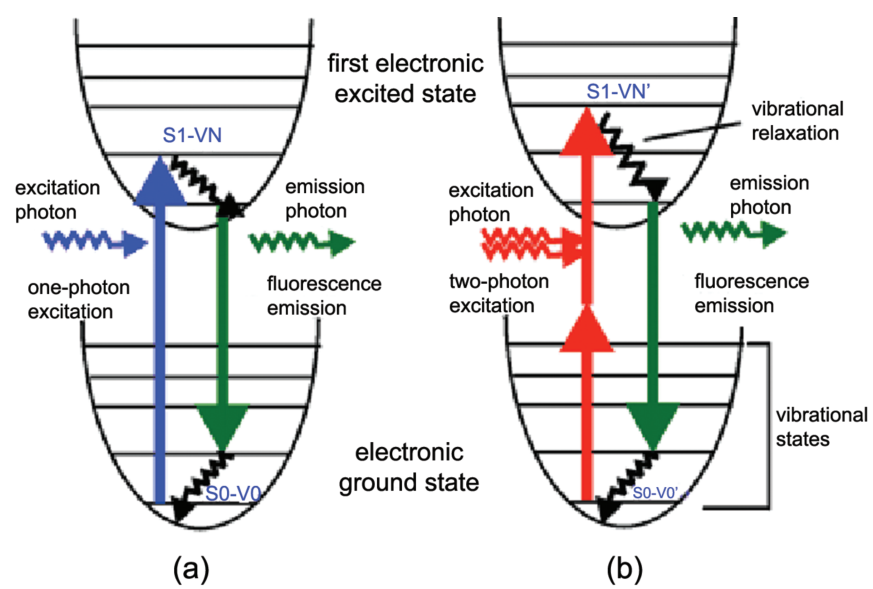 first electronic
excited state
S1-VN
excitation
photon
emission
photon
one-photon
excitation
fluorescence
emission
S0-V0
electronic
ground state
(a)
S1-VN’
vibrational
relaxation
excitation
photon
emission
photon
two-photon
excitation
fluorescence
emission
vibrational
states
S0-V0’
(b)